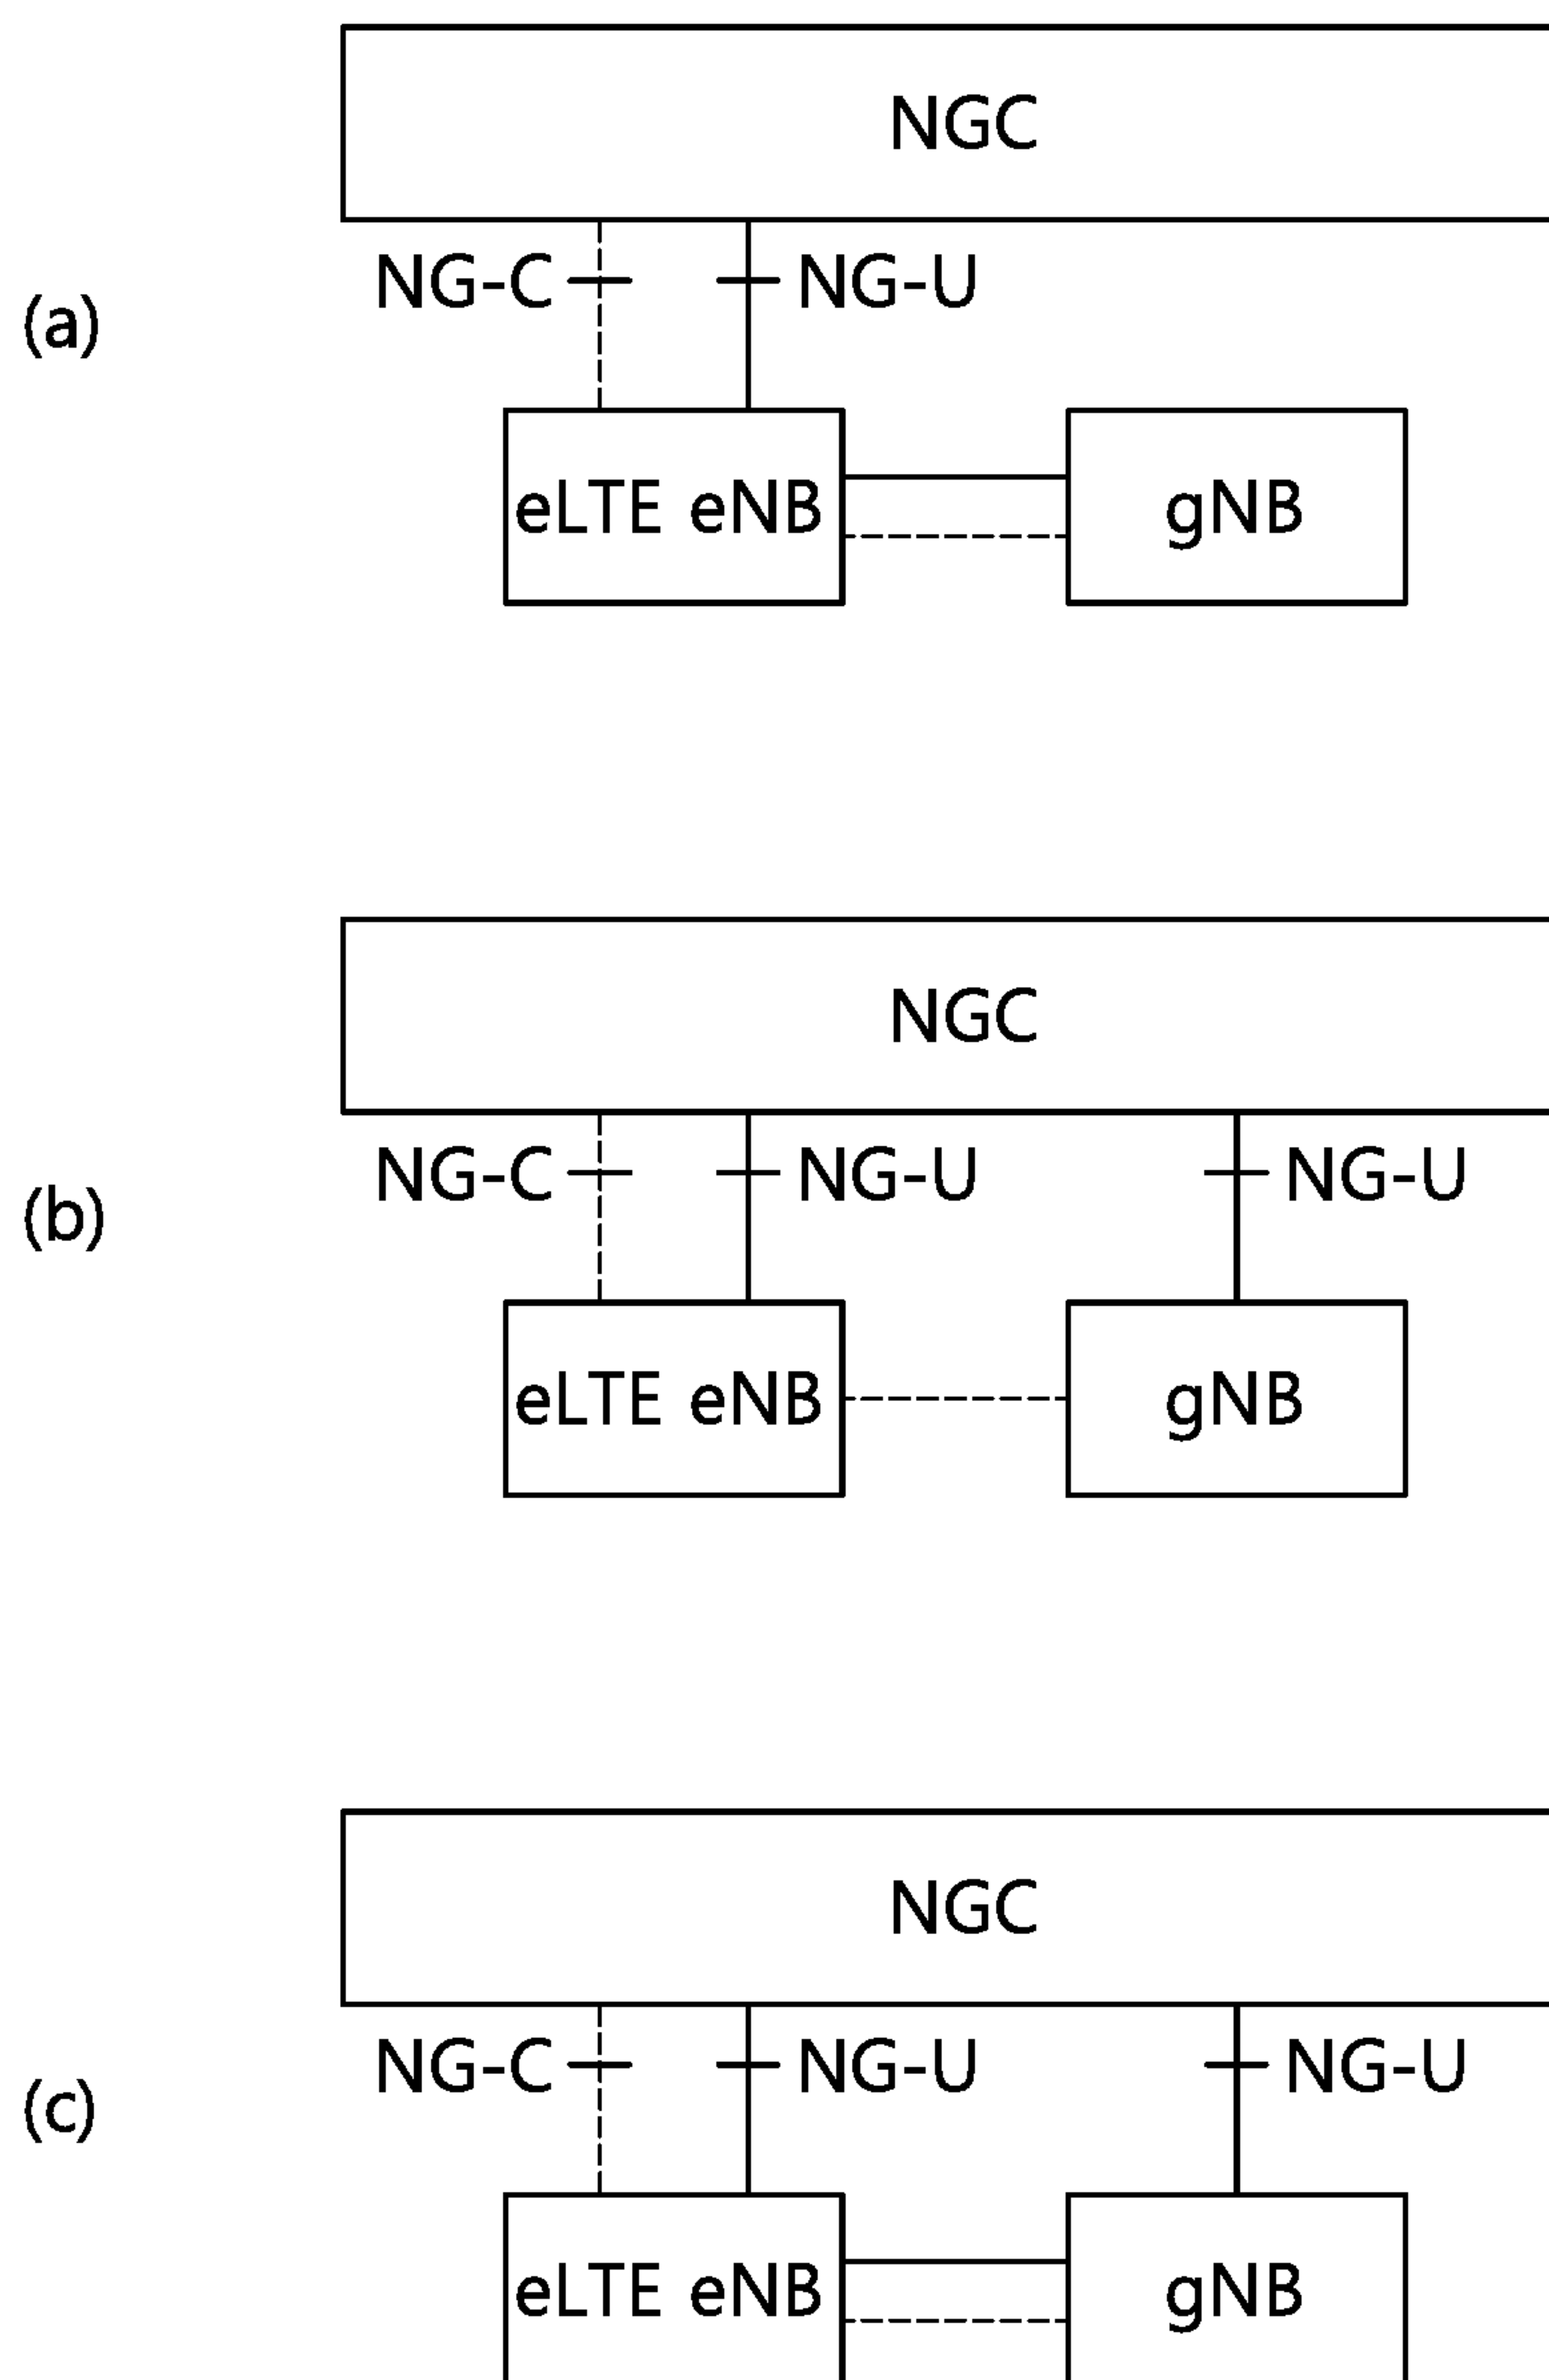 NGC
NG-C NG-U
(a)
eLTE eNB gNB
NGC
NG-C NG-U NG-U
(b)
eLTE eNB gNB
NGC
NG-C NG-U NG-U
(c)
eLTE eNB gNB